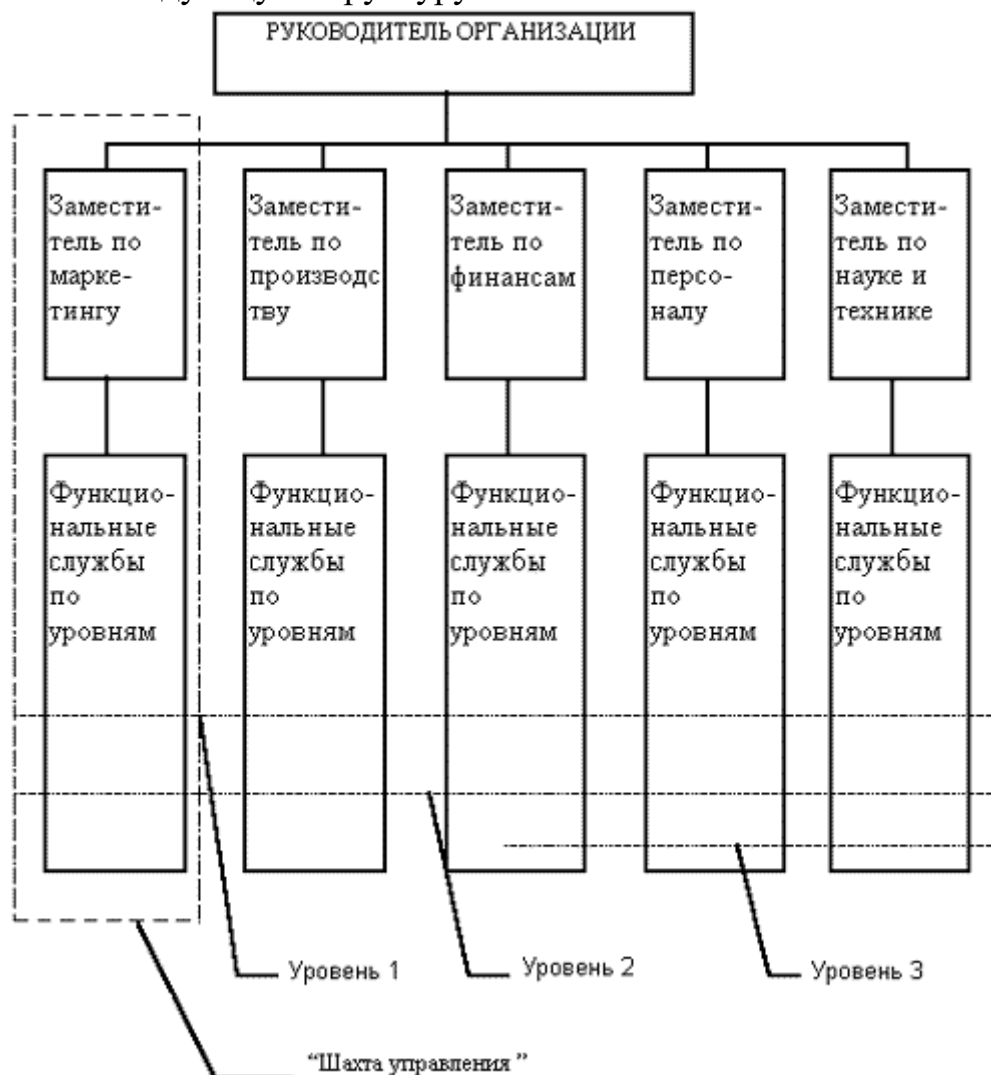 РУКОВОДИТЕЛЬ ОРГАНИЗАЦИИ
Замести-
тель по
марке-
тингу
Замести-
тель по
производс
тву
Замести-
тель по
финансам
Замести-
тель по
персо-
налу
Замести-
тель по
науке и
технике
Функцио-
нальные
службы
по
уровням
Функцио-
нальные
службы
по
уровням
Функцио-
нальные
службы
по
уровням
Функцио-
нальные
службы
по
уровням
Функцио-
нальные
службы
по
уровням
Уровень 1
Уровень 2
Уровень 3
“Шахта управления ”